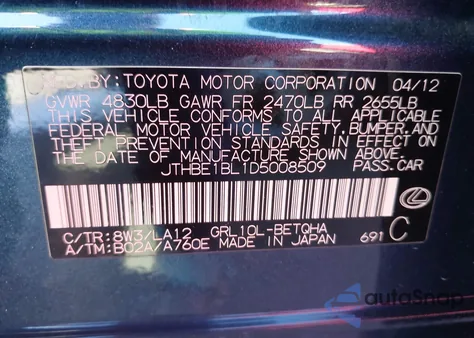 MFD. BY: TOYOTA MOTOR CORPORATION 04/12
GVWR 4830LB GAWR FR 2470LB RR 2655LB
THIS VEHICLE CONFORMS TO ALL APPLICABLE
FEDERAL MOTOR VEHICLE SAFETY, BUMPER, AND
THEFT PREVENTION STANDARDS IN EFFECT ON
THE DATE OF MANUFACTURE SHOWN ABOVE.
JTHBE1BL1D5008509 PASS. CAR
C/TR: 8W3/LA12 GRL10L-BETQHA
A/TM: B02A/A760E MADE IN JAPAN 691 C
autoSnap